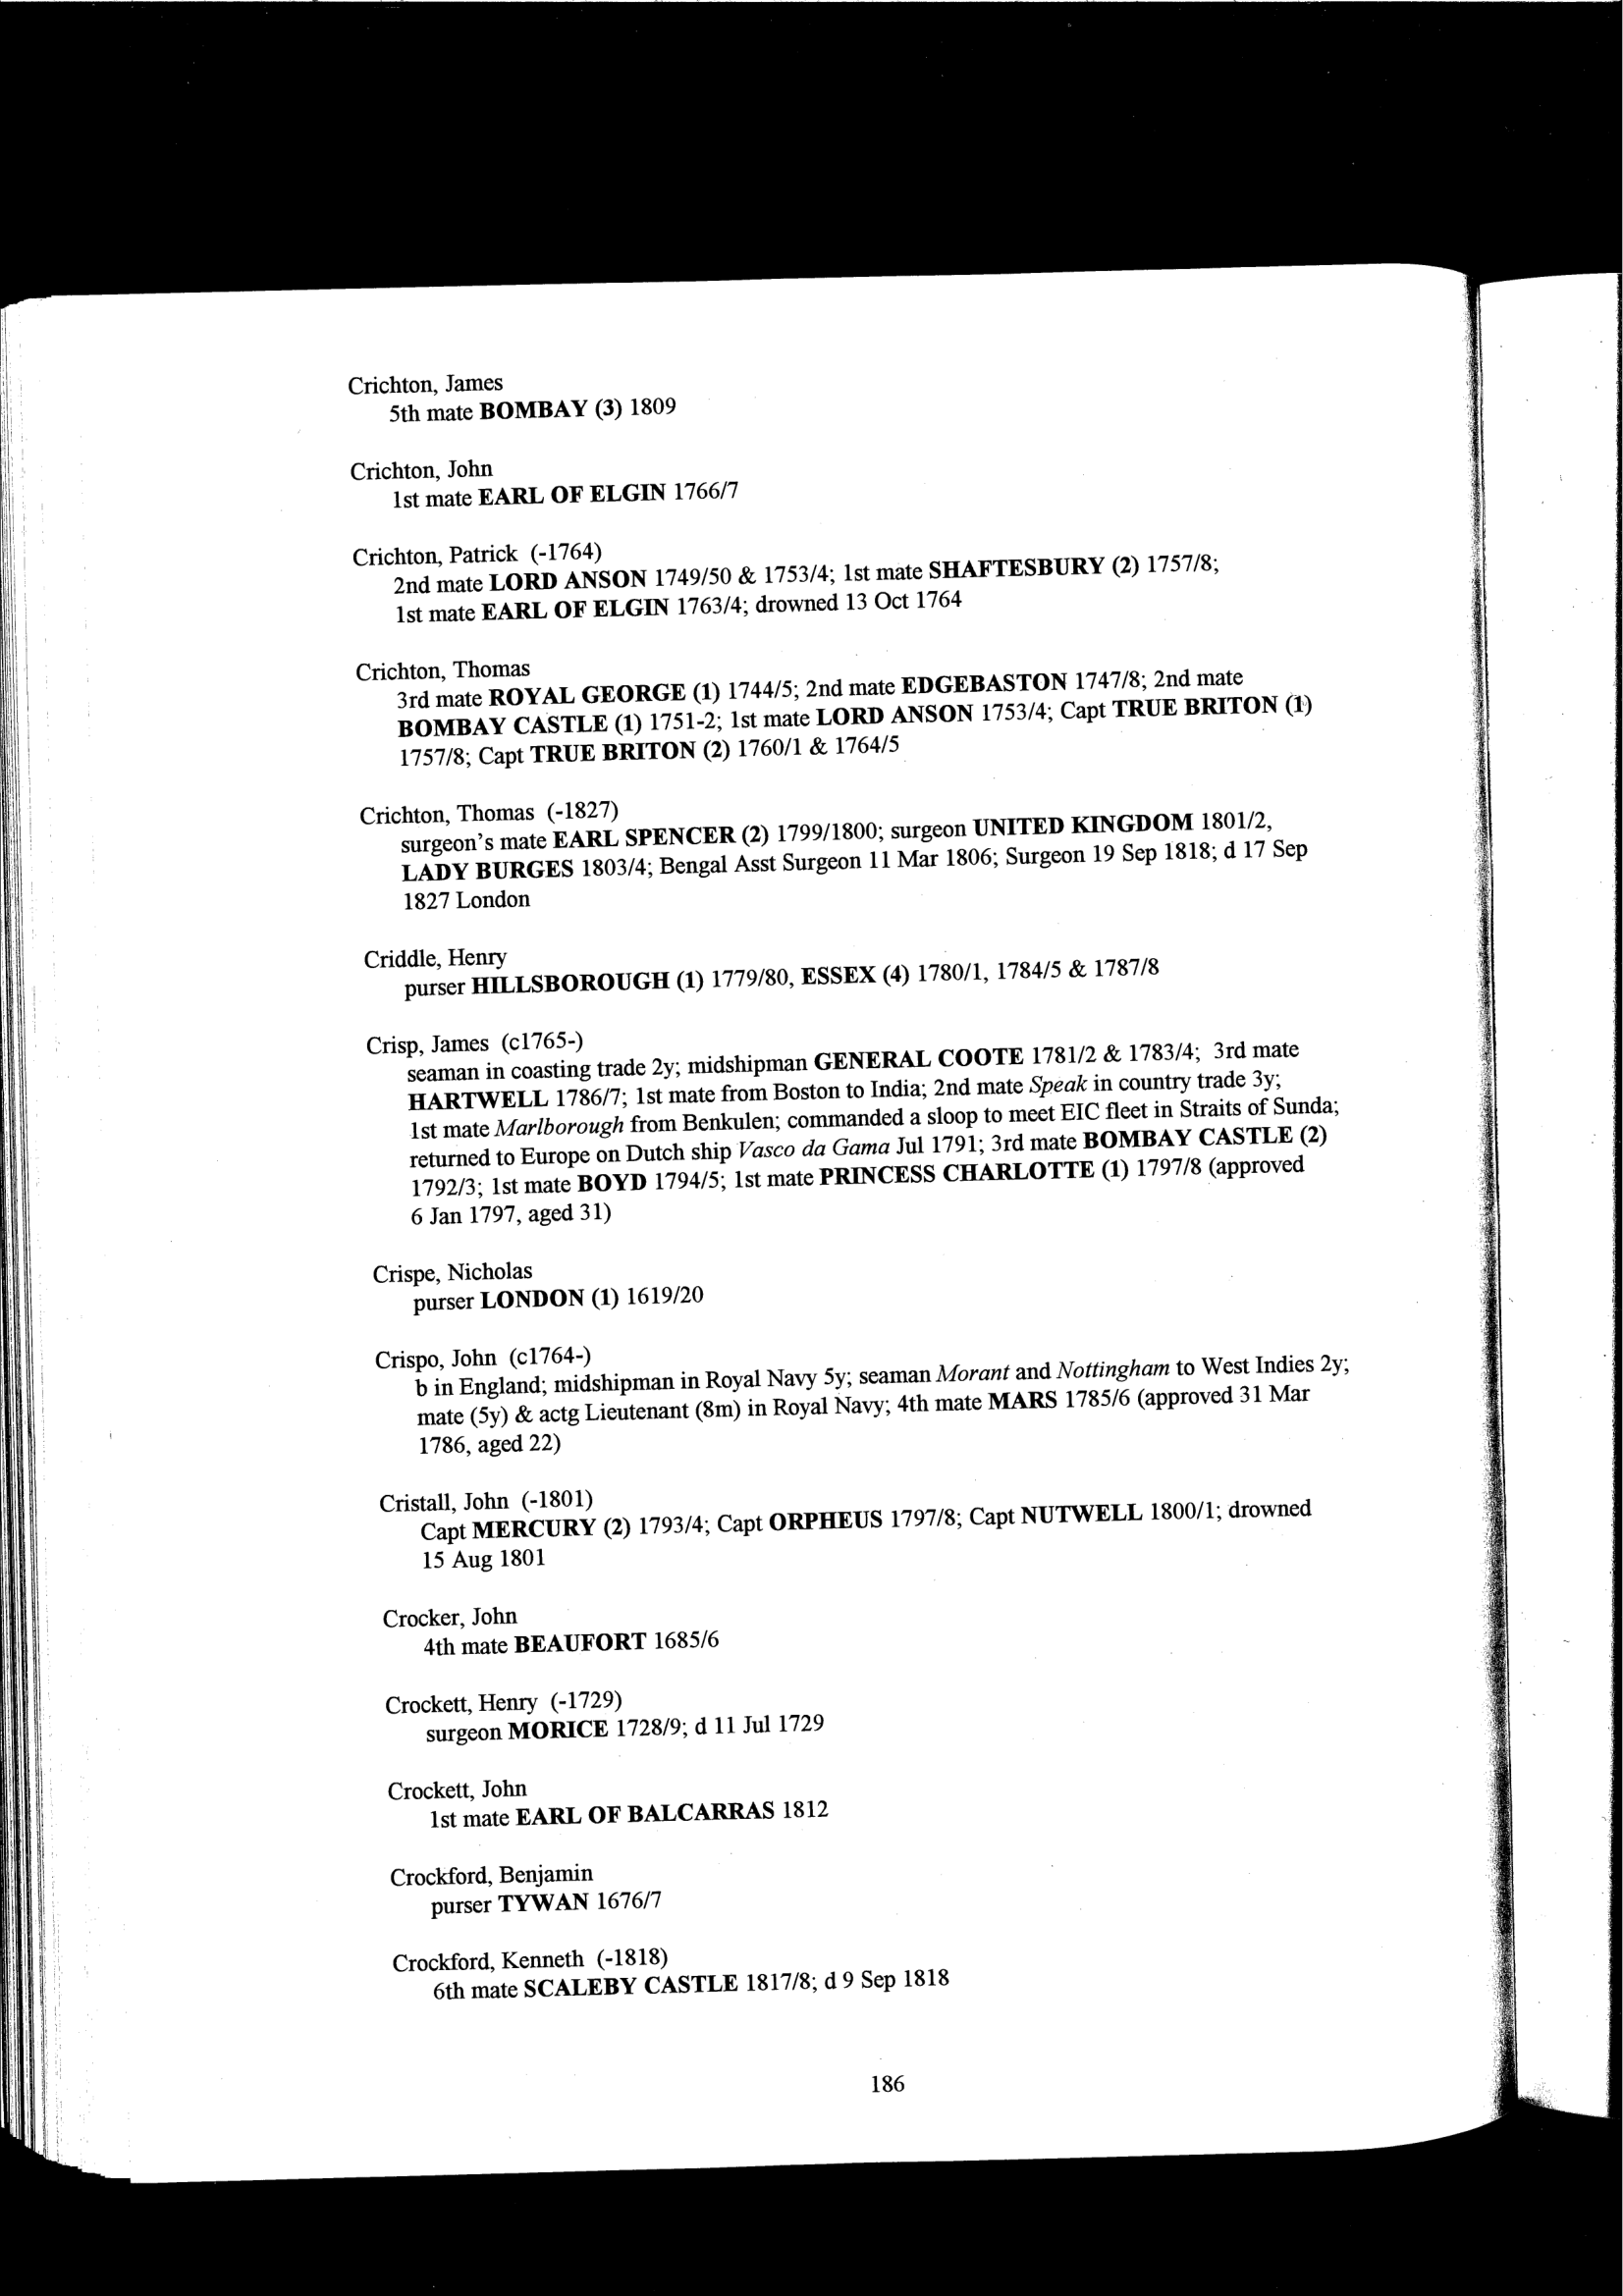 Crichton, James
5th mate BOMBAY (3) 1809
Crichton, John
1st mate EARL OF ELGIN 1766/7
Crichton, Patrick (-1764)
2nd mate LORD ANSON 1749/50 & 1753/4; 1st mate SHAFTESBURY (2) 1757/8;
1st mate EARL OF ELGIN 1763/4; drowned 13 Oct 1764
Crichton, Thomas
3rd mate ROYAL GEORGE (1) 1744/5; 2nd mate EDGEBASTON 1747/8; 2nd mate
BOMBAY CASTLE (1) 1751-2; 1st mate LORD ANSON 1753/4; Capt TRUE BRITON (1)
1757/8; Capt TRUE BRITON (2) 1760/1 & 1764/5
Crichton, Thomas (-1827)
surgeon's mate EARL SPENCER (2) 1799/1800; surgeon UNITED KINGDOM 1801/2,
LADY BURGES 1803/4; Bengal Asst Surgeon 11 Mar 1806; Surgeon 19 Sep 1818; d 17 Sep
1827 London
Criddle, Henry
purser HILLSBOROUGH (1) 1779/80, ESSEX (4) 1780/1, 1784/5 & 1787/8
Crisp, James (c1765-)
seaman in coasting trade 2y; midshipman GENERAL COOTE 1781/2 & 1783/4; 3rd mate
HARTWELL 1786/7; 1st mate from Boston to India; 2nd mate Speak in country trade 3y;
1st mate Marlborough from Benkulen; commanded a sloop to meet EIC fleet in Straits of Sunda;
returned to Europe on Dutch ship Vasco da Gama Jul 1791; 3rd mate BOMBAY CASTLE (2)
1792/3; 1st mate BOYD 1794/5; 1st mate PRINCESS CHARLOTTE (1) 1797/8 (approved
6 Jan 1797, aged 31)
Crispe, Nicholas
purser LONDON (1) 1619/20
Crispo, John (c1764-)
b in England; midshipman in Royal Navy 5y; seaman Morant and Nottingham to West Indies 2y;
mate (5y) & actg Lieutenant (8m) in Royal Navy; 4th mate MARS 1785/6 (approved 31 Mar
1786, aged 22)
Cristall, John (-1801)
Capt MERCURY (2) 1793/4; Capt ORPHEUS 1797/8; Capt NUTWELL 1800/1; drowned
15 Aug 1801
Crocker, John
4th mate BEAUFORT 1685/6
Crockett, Henry (-1729)
surgeon MORICE 1728/9; d 11 Jul 1729
Crockett, John
1st mate EARL OF BALCARRAS 1812
Crockford, Benjamin
purser TYWAN 1676/7
Crockford, Kenneth (-1818)
6th mate SCALEBY CASTLE 1817/8; d 9 Sep 1818
186